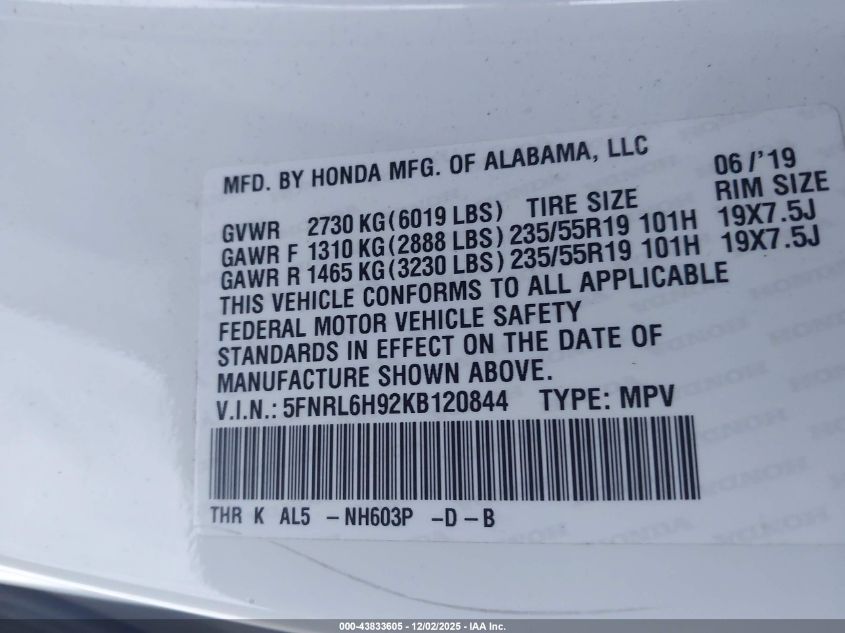 MFD. BY HONDA MFG. OF ALABAMA, LLC 06/'19
GVWR 2730 KG(6019 LBS) TIRE SIZE RIM SIZE
GAWR F 1310 KG(2888 LBS) 235/55R19 101H 19X7.5J
GAWR R 1465 KG(3230 LBS) 235/55R19 101H 19X7.5J
THIS VEHICLE CONFORMS TO ALL APPLICABLE
FEDERAL MOTOR VEHICLE SAFETY
STANDARDS IN EFFECT ON THE DATE OF
MANUFACTURE SHOWN ABOVE.
V.I.N.: 5FNRL6H92KB120844 TYPE: MPV
THR K AL5 -NH603P -D-B
000-43833605 - 12/02/2025 - IAA Inc.